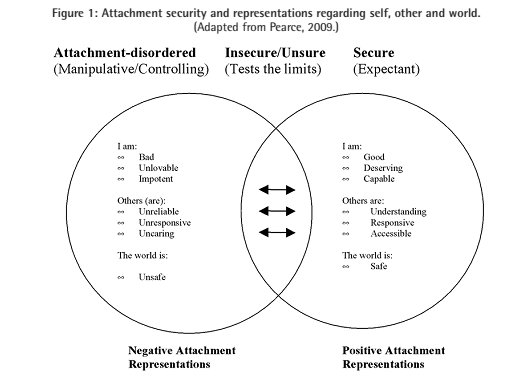 Figure 1: Attachment security and representations regarding self, other and world.
(Adapted from Pearce, 2009.)
Attachment-disordered
(Manipulative/Controlling)
Insecure/Unsure
(Tests the limits)
Secure
(Expectant)
I am:
∾ Bad
∾ Unlovable
∾ Impotent
Others (are):
∾ Unreliable
∾ Unresponsive
∾ Uncaring
The world is:
∾ Unsafe
I am:
∾ Good
∾ Deserving
∾ Capable
Others are:
∾ Understanding
∾ Responsive
∾ Accessible
The world is:
∾ Safe
Negative Attachment
Representations
Positive Attachment
Representations